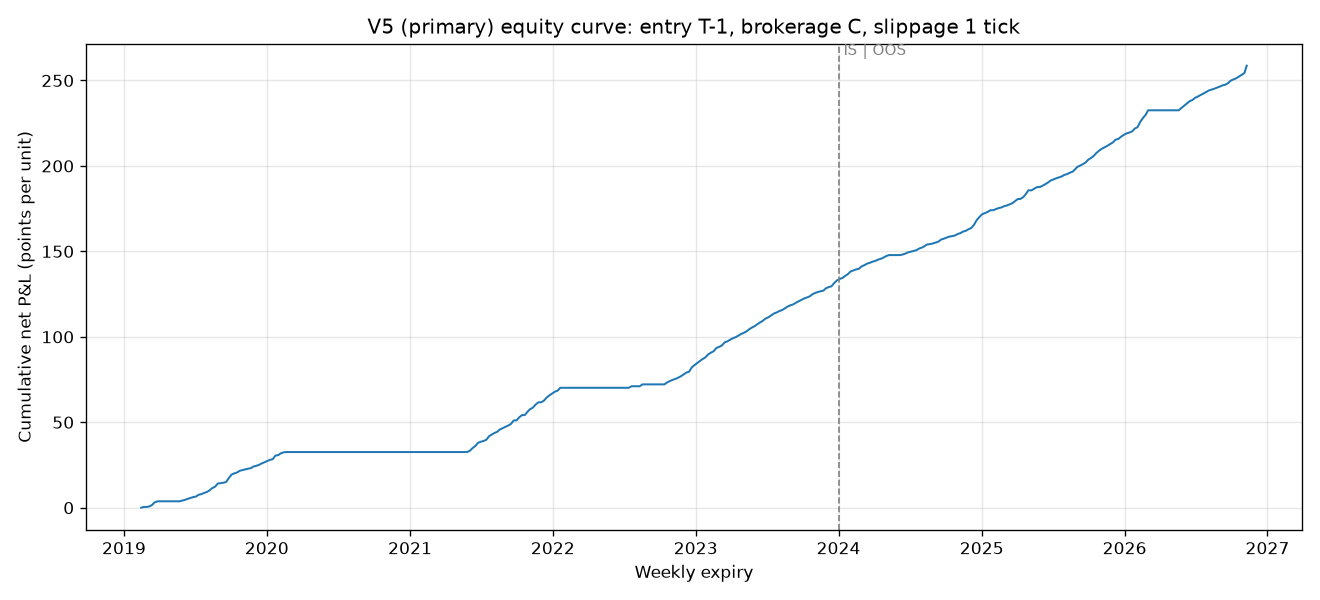 V5 (primary) equity curve: entry T-1, brokerage C, slippage 1 tick
IS | OOS
250
200
150
100
50
0
Cumulative net P&L (points per unit)
2019 2020 2021 2022 2023 2024 2025 2026 2027
Weekly expiry